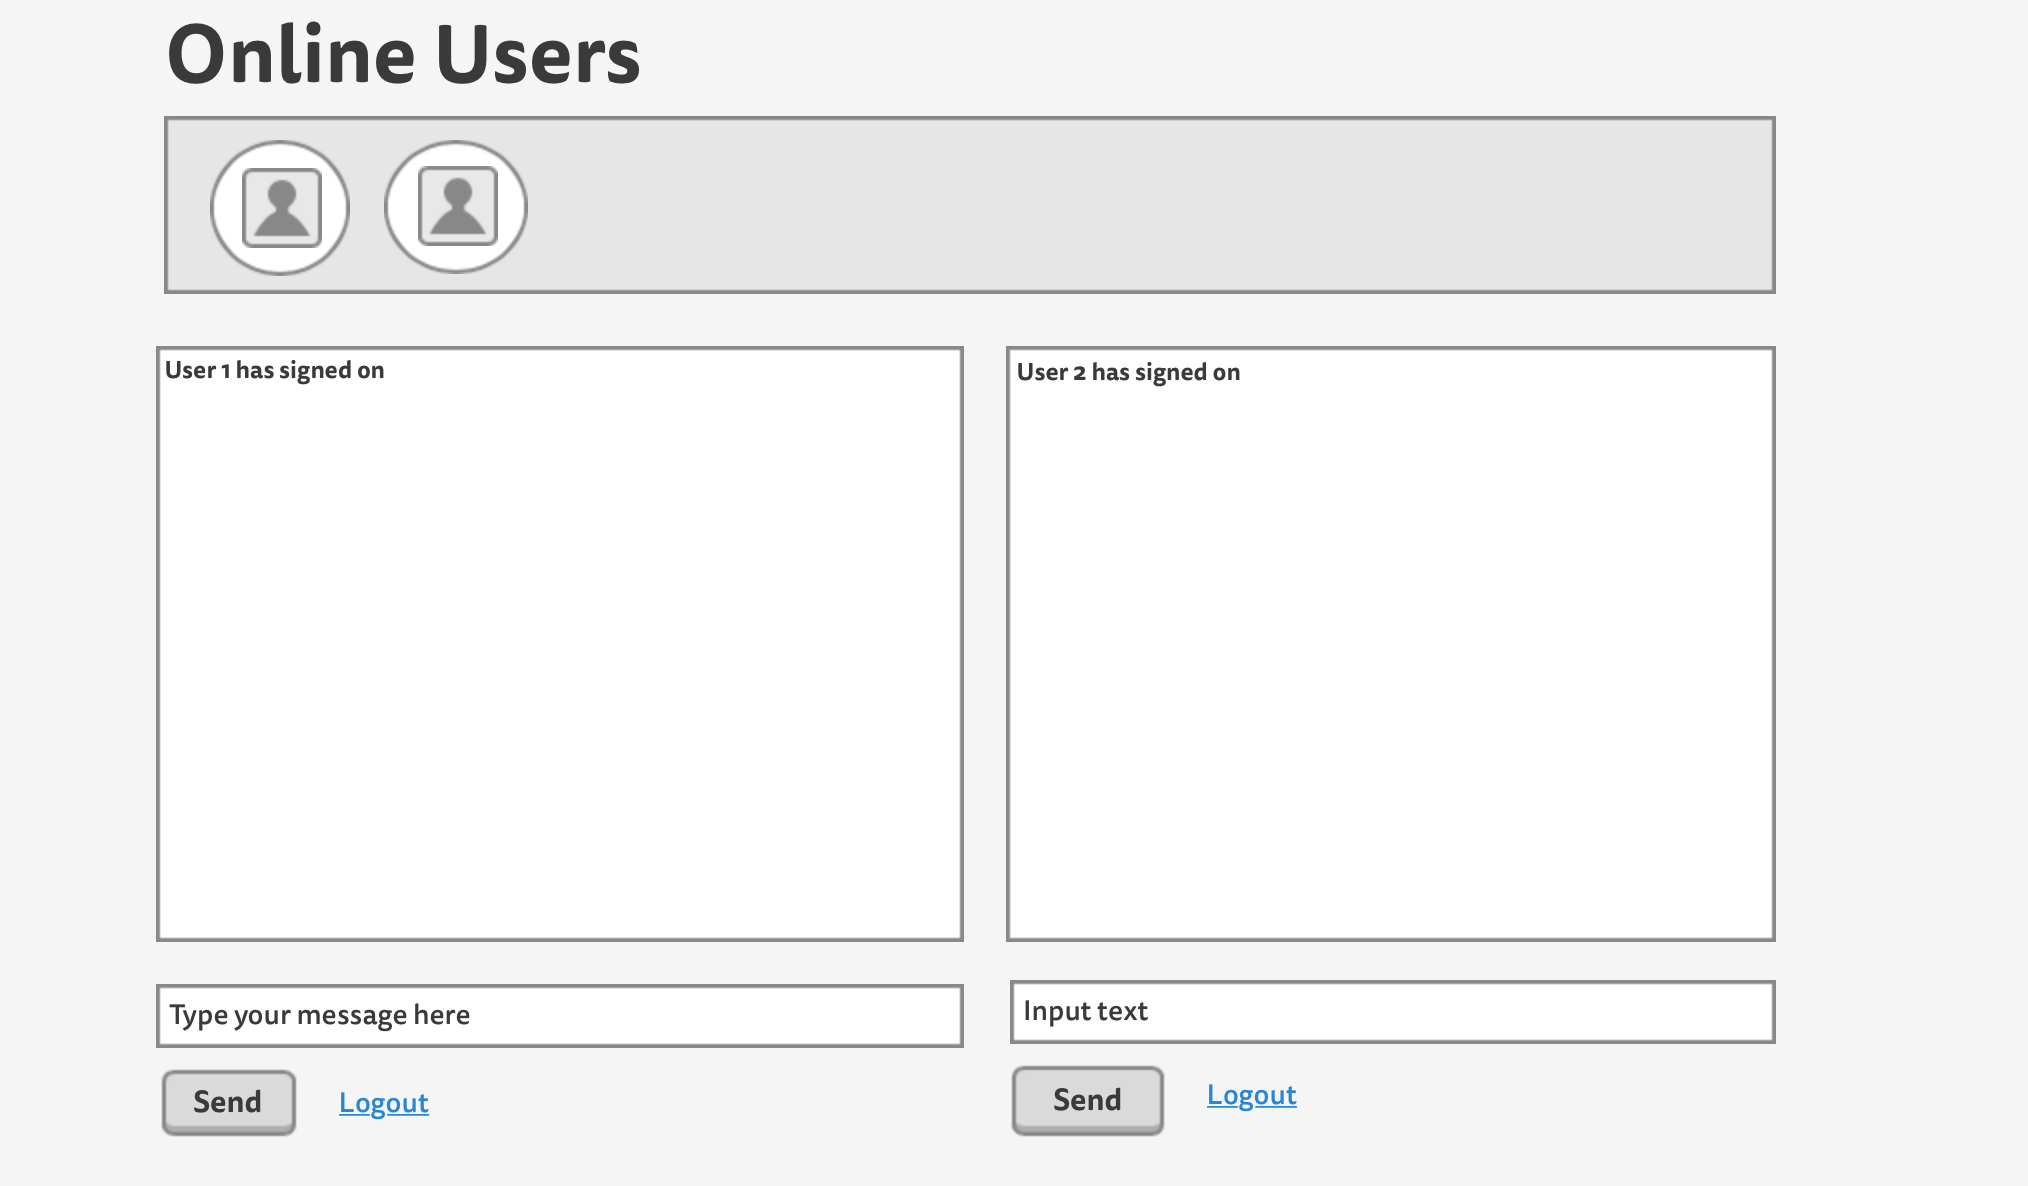 Online Users
User 1 has signed on
User 2 has signed on
Type your message here
Input text
Send
Logout
Send
Logout